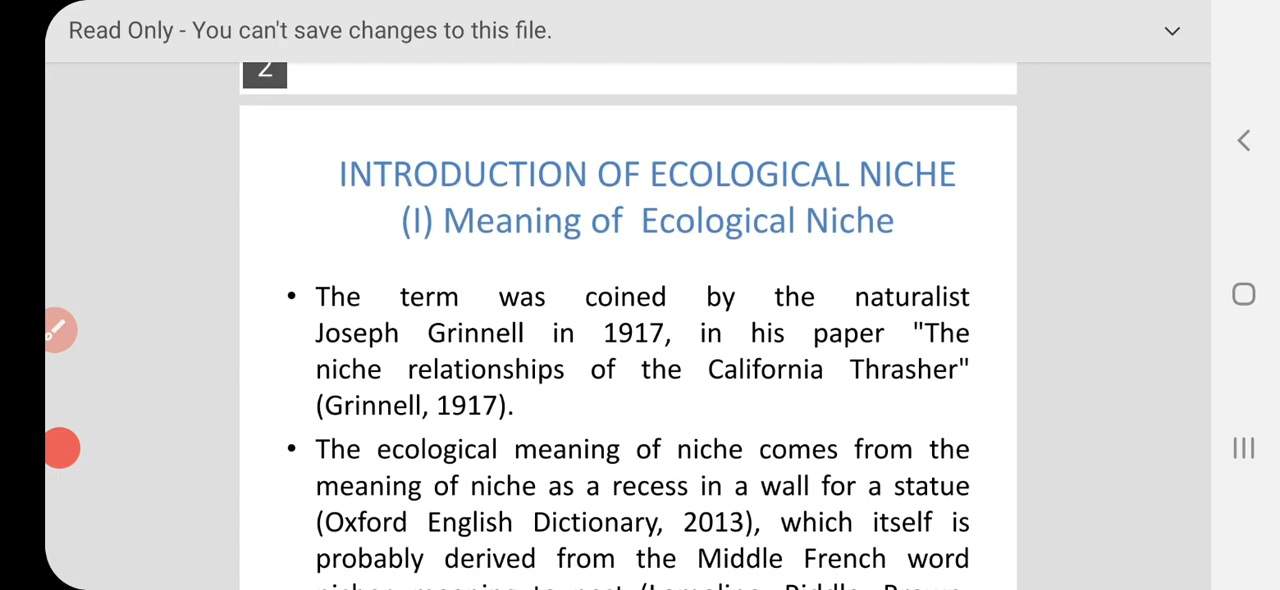 Read Only - You can't save changes to this file.
2
INTRODUCTION OF ECOLOGICAL NICHE
(I) Meaning of Ecological Niche
• The term was coined by the naturalist
Joseph Grinnell in 1917, in his paper "The
niche relationships of the California Thrasher"
(Grinnell, 1917).
• The ecological meaning of niche comes from the
meaning of niche as a recess in a wall for a statue
(Oxford English Dictionary, 2013), which itself is
probably derived from the Middle French word